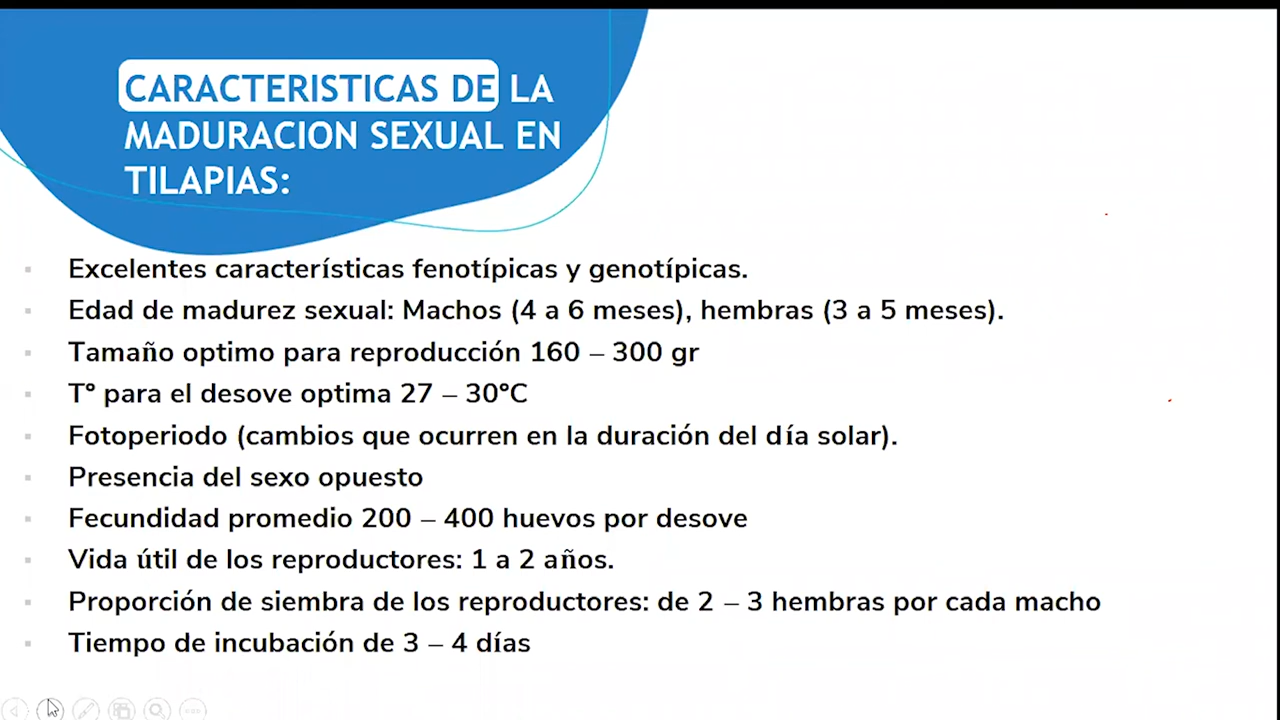 CARACTERISTICAS DE LA
MADURACION SEXUAL EN
TILAPIAS:
Excelentes características fenotípicas y genotípicas.
Edad de madurez sexual: Machos (4 a 6 meses), hembras (3 a 5 meses).
Tamaño optimo para reproducción 160 – 300 gr
Tº para el desove optima 27 – 30ºC
Fotoperiodo (cambios que ocurren en la duración del día solar).
Presencia del sexo opuesto
Fecundidad promedio 200 – 400 huevos por desove
Vida útil de los reproductores: 1 a 2 años.
Proporción de siembra de los reproductores: de 2 – 3 hembras por cada macho
Tiempo de incubación de 3 – 4 días